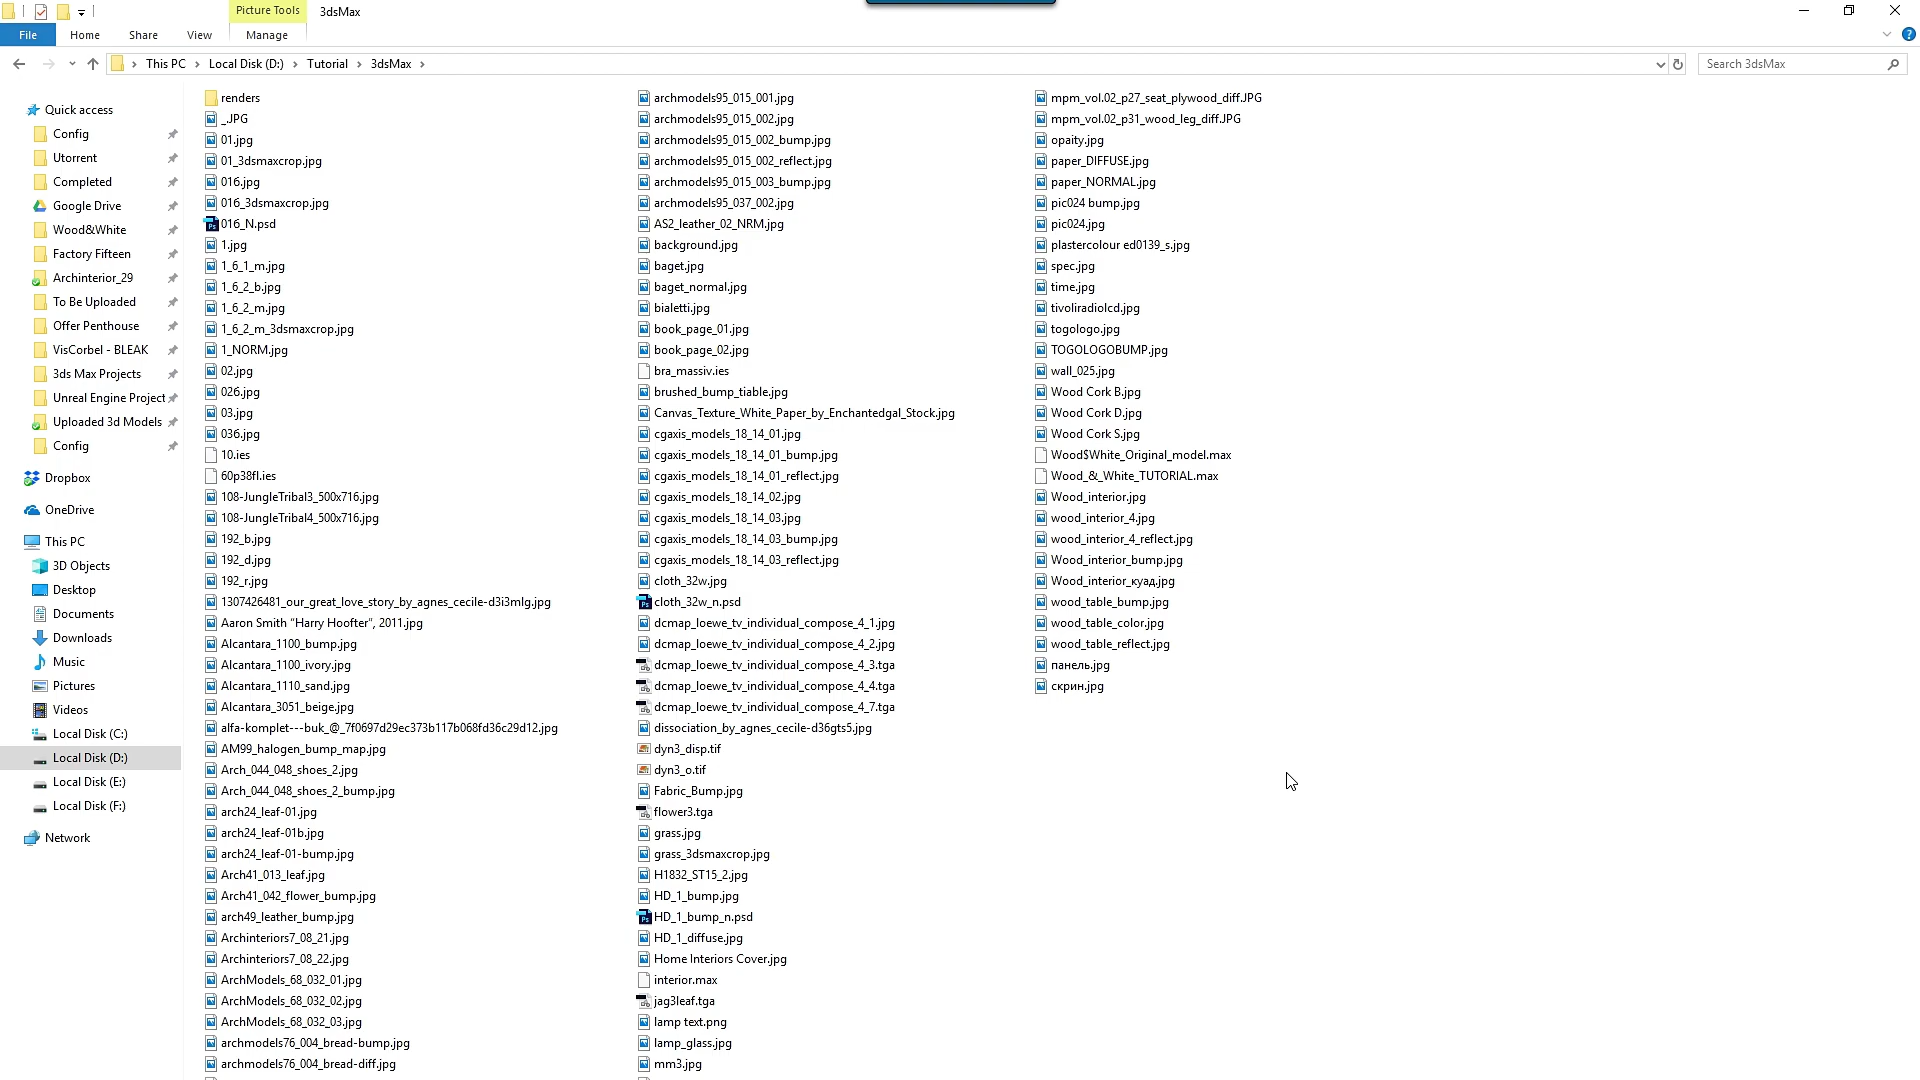 Picture Tools
3dsMax
File
Home
Share
View
Manage
This PC
Local Disk (D:)
Tutorial
3dsMax
Search 3dsMax
Quick access
Config
Utorrent
Completed
Google Drive
Wood&White
Factory Fifteen
Archinterior_29
To Be Uploaded
Offer Penthouse
VisCorbel - BLEAK
3ds Max Projects
Unreal Engine Project
Uploaded 3d Models
Config
Dropbox
OneDrive
This PC
3D Objects
Desktop
Documents
Downloads
Music
Pictures
Videos
Local Disk (C:)
Local Disk (D:)
Local Disk (E:)
Local Disk (F:)
Network
renders
_.JPG
01.jpg
01_3dsmaxcrop.jpg
016.jpg
016_3dsmaxcrop.jpg
016_N.psd
1.jpg
1_6_1_m.jpg
1_6_2_b.jpg
1_6_2_m.jpg
1_6_2_m_3dsmaxcrop.jpg
1_NORM.jpg
02.jpg
026.jpg
03.jpg
036.jpg
10.ies
60p38fl.ies
108-JungleTribal3_500x716.jpg
108-JungleTribal4_500x716.jpg
192_b.jpg
192_d.jpg
192_r.jpg
1307426481_our_great_love_story_by_agnes_cecile-d3i3mlg.jpg
Aaron Smith “Harry Hoofter”, 2011.jpg
Alcantara_1100_bump.jpg
Alcantara_1100_ivory.jpg
Alcantara_1110_sand.jpg
Alcantara_3051_beige.jpg
alfa-komplet---buk_@_7f0697d29ec373b117b068fd36c29d12.jpg
AM99_halogen_bump_map.jpg
Arch_044_048_shoes_2.jpg
Arch_044_048_shoes_2_bump.jpg
arch24_leaf-01.jpg
arch24_leaf-01b.jpg
arch24_leaf-01-bump.jpg
Arch41_013_leaf.jpg
Arch41_042_flower_bump.jpg
arch49_leather_bump.jpg
Archinteriors7_08_21.jpg
Archinteriors7_08_22.jpg
ArchModels_68_032_01.jpg
ArchModels_68_032_02.jpg
ArchModels_68_032_03.jpg
archmodels76_004_bread-bump.jpg
archmodels76_004_bread-diff.jpg
archmodels95_015_001.jpg
archmodels95_015_002.jpg
archmodels95_015_002_bump.jpg
archmodels95_015_002_reflect.jpg
archmodels95_015_003_bump.jpg
archmodels95_037_002.jpg
AS2_leather_02_NRM.jpg
background.jpg
baget.jpg
baget_normal.jpg
bialetti.jpg
book_page_01.jpg
book_page_02.jpg
bra_massiv.ies
brushed_bump_tiable.jpg
Canvas_Texture_White_Paper_by_Enchantedgal_Stock.jpg
cgaxis_models_18_14_01.jpg
cgaxis_models_18_14_01_bump.jpg
cgaxis_models_18_14_01_reflect.jpg
cgaxis_models_18_14_02.jpg
cgaxis_models_18_14_03.jpg
cgaxis_models_18_14_03_bump.jpg
cgaxis_models_18_14_03_reflect.jpg
cloth_32w.jpg
cloth_32w_n.psd
dcmap_loewe_tv_individual_compose_4_1.jpg
dcmap_loewe_tv_individual_compose_4_2.jpg
dcmap_loewe_tv_individual_compose_4_3.tga
dcmap_loewe_tv_individual_compose_4_4.tga
dcmap_loewe_tv_individual_compose_4_7.tga
dissociation_by_agnes_cecile-d36gts5.jpg
dyn3_disp.tif
dyn3_o.tif
Fabric_Bump.jpg
flower3.tga
grass.jpg
grass_3dsmaxcrop.jpg
H1832_ST15_2.jpg
HD_1_bump.jpg
HD_1_bump_n.psd
HD_1_diffuse.jpg
Home Interiors Cover.jpg
interior.max
jag3leaf.tga
lamp text.png
lamp_glass.jpg
mm3.jpg
mpm_vol.02_p27_seat_plywood_diff.JPG
mpm_vol.02_p31_wood_leg_diff.JPG
opaity.jpg
paper_DIFFUSE.jpg
paper_NORMAL.jpg
pic024 bump.jpg
pic024.jpg
plastercolour ed0139_s.jpg
spec.jpg
time.jpg
tivoliradiolcd.jpg
togologo.jpg
TOGOLOGOBUMP.jpg
wall_025.jpg
Wood Cork B.jpg
Wood Cork D.jpg
Wood Cork S.jpg
Wood$White_Original_model.max
Wood_&_White_TUTORIAL.max
Wood_interior.jpg
wood_interior_4.jpg
wood_interior_4_reflect.jpg
Wood_interior_bump.jpg
Wood_interior_куад.jpg
wood_table_bump.jpg
wood_table_color.jpg
wood_table_reflect.jpg
панель.jpg
скрин.jpg